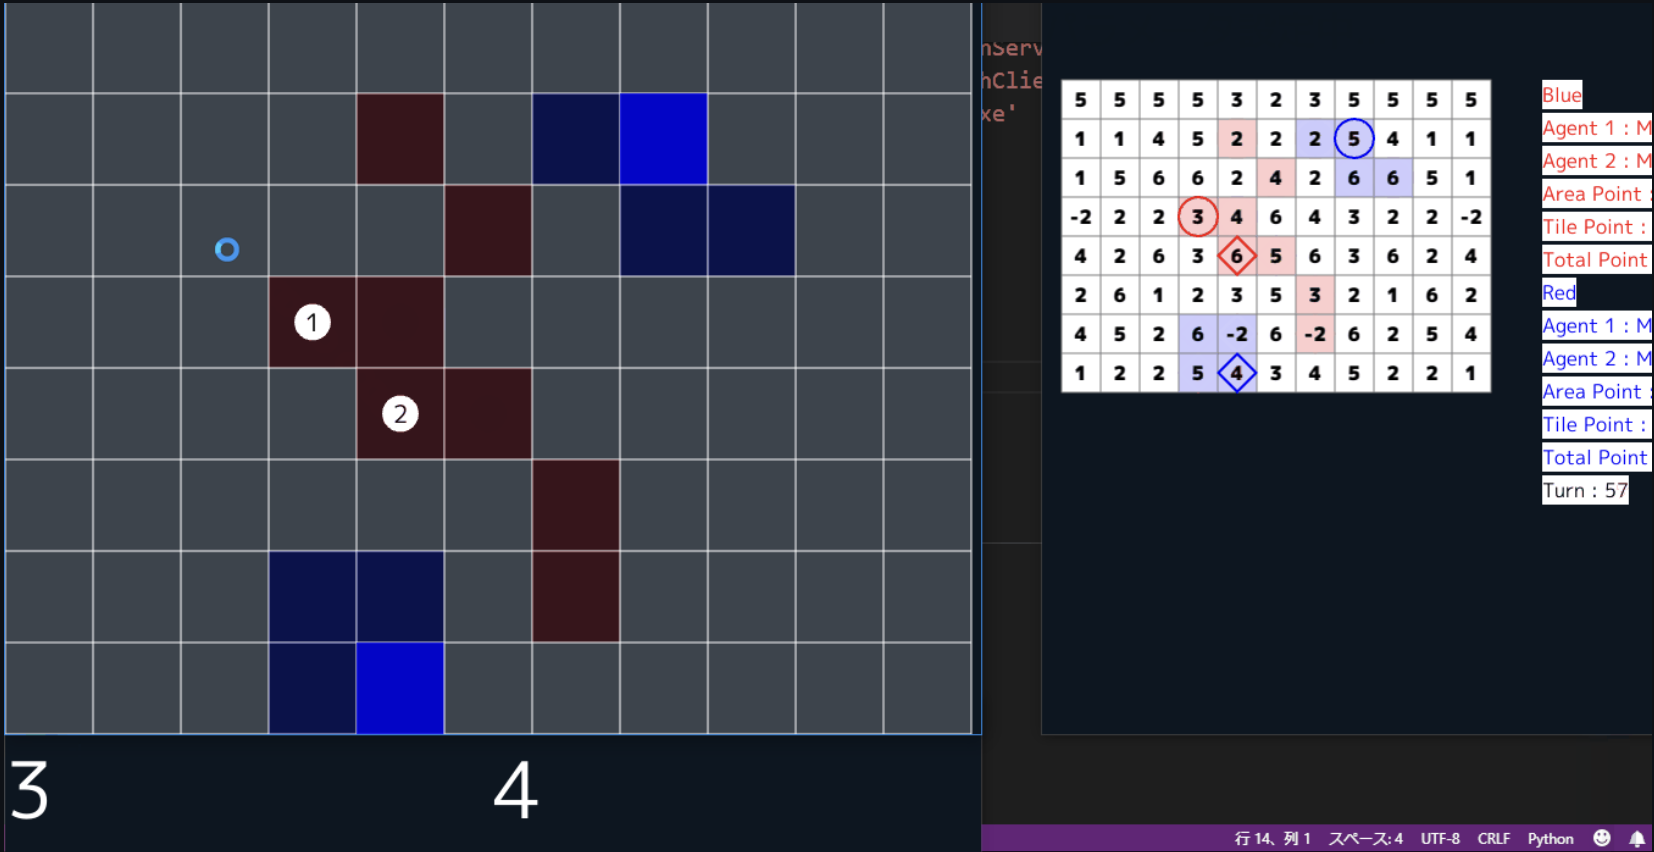 1
2
3 4
nServ
hClie
xe'
5 5 5 5 3 2 3 5 5 5 5
1 1 4 5 2 2 2 5 4 1 1
1 5 6 6 2 4 2 6 6 5 1
-2 2 2 3 4 6 4 3 2 2 -2
4 2 6 3 6 5 6 3 6 2 4
2 6 1 2 3 5 3 2 1 6 2
4 5 2 6 -2 6 -2 6 2 5 4
1 2 2 5 4 3 4 5 2 2 1
Blue
Agent 1 : M
Agent 2 : M
Area Point :
Tile Point :
Total Point
Red
Agent 1 : M
Agent 2 : M
Area Point :
Tile Point :
Total Point
Turn : 57
行 14、列 1 スペース: 4 UTF-8 CRLF Python